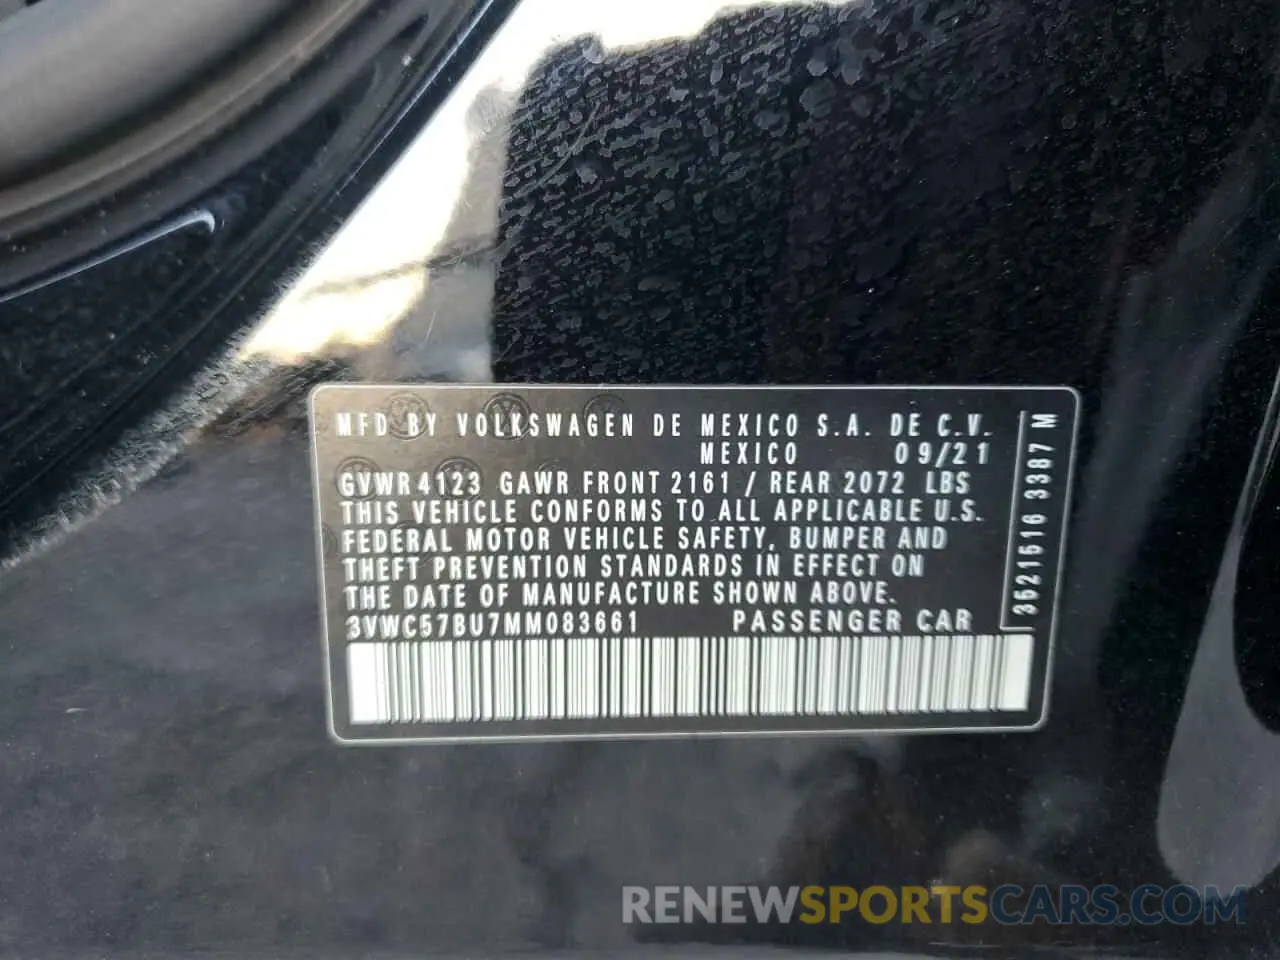 MFD BY VOLKSWAGEN DE MEXICO S.A. DE C.V.
MEXICO 09/21
GVWR 4123 GAWR FRONT 2161 / REAR 2072 LBS
THIS VEHICLE CONFORMS TO ALL APPLICABLE U.S.
FEDERAL MOTOR VEHICLE SAFETY, BUMPER AND
THEFT PREVENTION STANDARDS IN EFFECT ON
THE DATE OF MANUFACTURE SHOWN ABOVE.
3VWC57BU7MM083661 PASSENGER CAR
3521516 3387 M
RENEWSPORTSCARS.COM